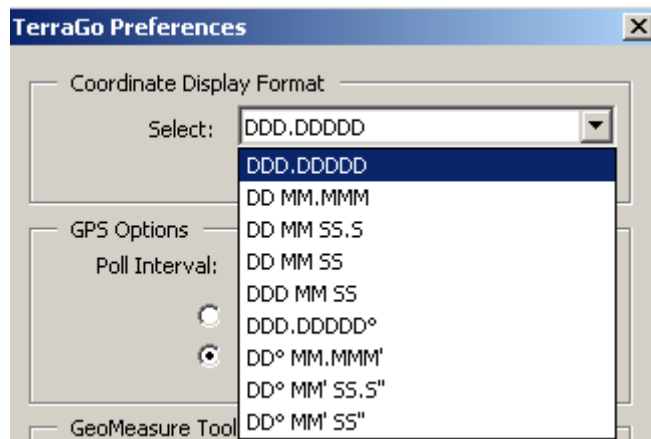 TerraGo Preferences
Coordinate Display Format
Select: DDD.DDDDD
DDD.DDDDD
DD MM.MMM
DD MM SS.S
DD MM SS
DDD MM SS
DDD.DDDDD°
DD° MM.MMM'
DD° MM' SS.S"
DD° MM' SS"
GPS Options
Poll Interval:
GeoMeasure Tool